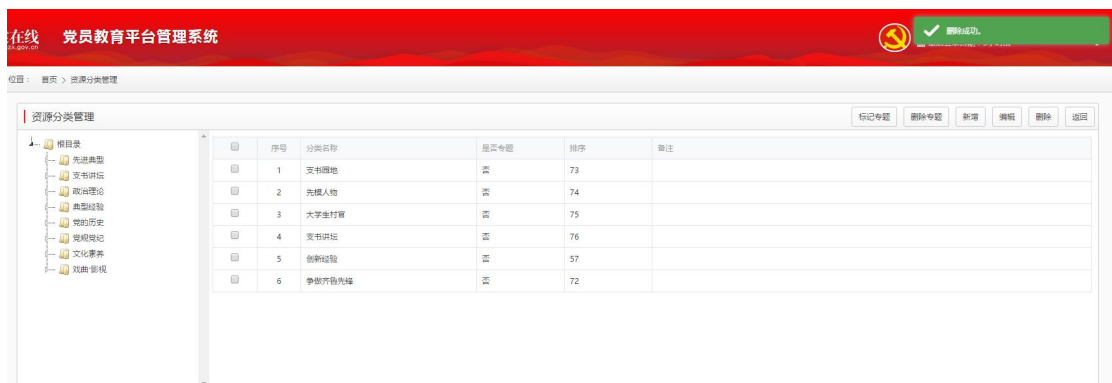 在线 党员教育平台管理系统
zx.gov.cn
删除成功。
位置： 首页 > 资源分类管理
资源分类管理 标记专题 删除专题 新增 编辑 删除 返回
根目录
先进典型
支书讲坛
政治理论
典型经验
党的历史
党规党纪
文化素养
戏曲·影视
序号 分类名称 是否专题 排序 备注
1 支书园地 否 73
2 先模人物 否 74
3 大学生村官 否 75
4 支书讲坛 否 76
5 创新经验 否 57
6 争做齐鲁先锋 否 72